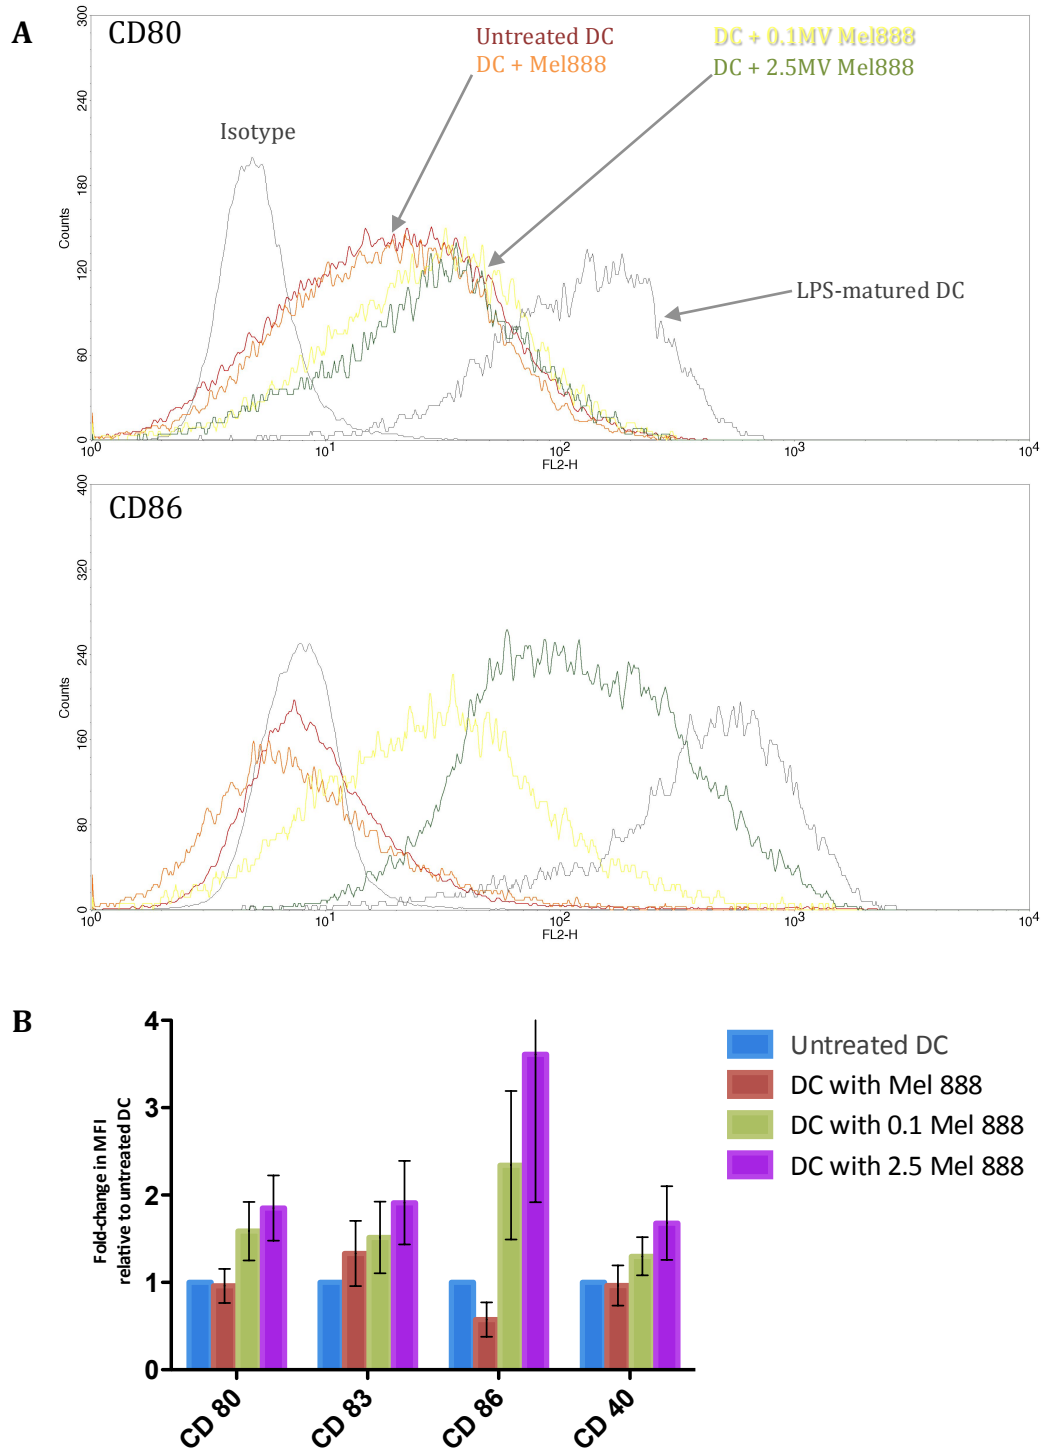 A
CD80
Untreated DC
DC + Mel888
DC + 0.1MV Mel888
DC + 2.5MV Mel888
Isotype
LPS-matured DC
Counts
300
240
180
120
60
0
10^0
10^1
10^2
10^3
10^4
FL2-H
CD86
Counts
400
320
240
160
80
0
10^0
10^1
10^2
10^3
10^4
FL2-H
B
Fold-change in MFI
relative to untreated DC
4
3
2
1
0
CD 80
CD 83
CD 86
CD 40
Untreated DC
DC with Mel 888
DC with 0.1 Mel 888
DC with 2.5 Mel 888